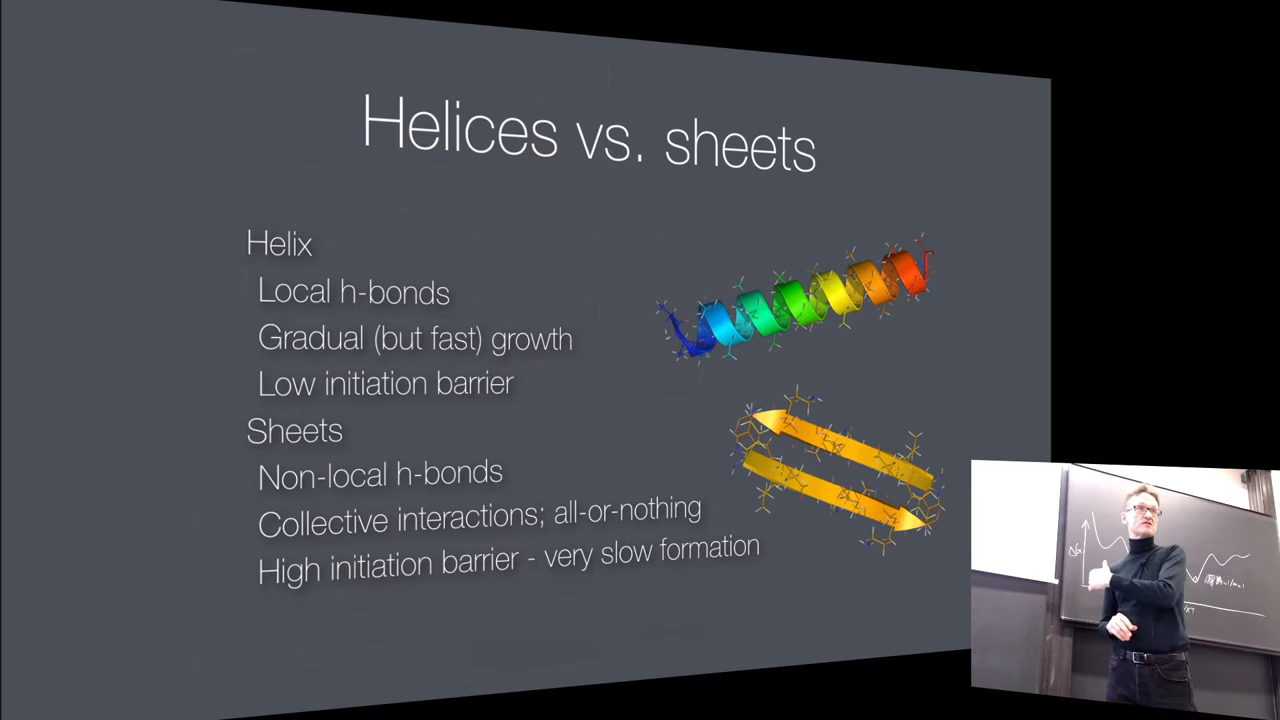 Helices vs. sheets
Helix
Local h-bonds
Gradual (but fast) growth
Low initiation barrier
Sheets
Non-local h-bonds
Collective interactions; all-or-nothing
High initiation barrier - very slow formation